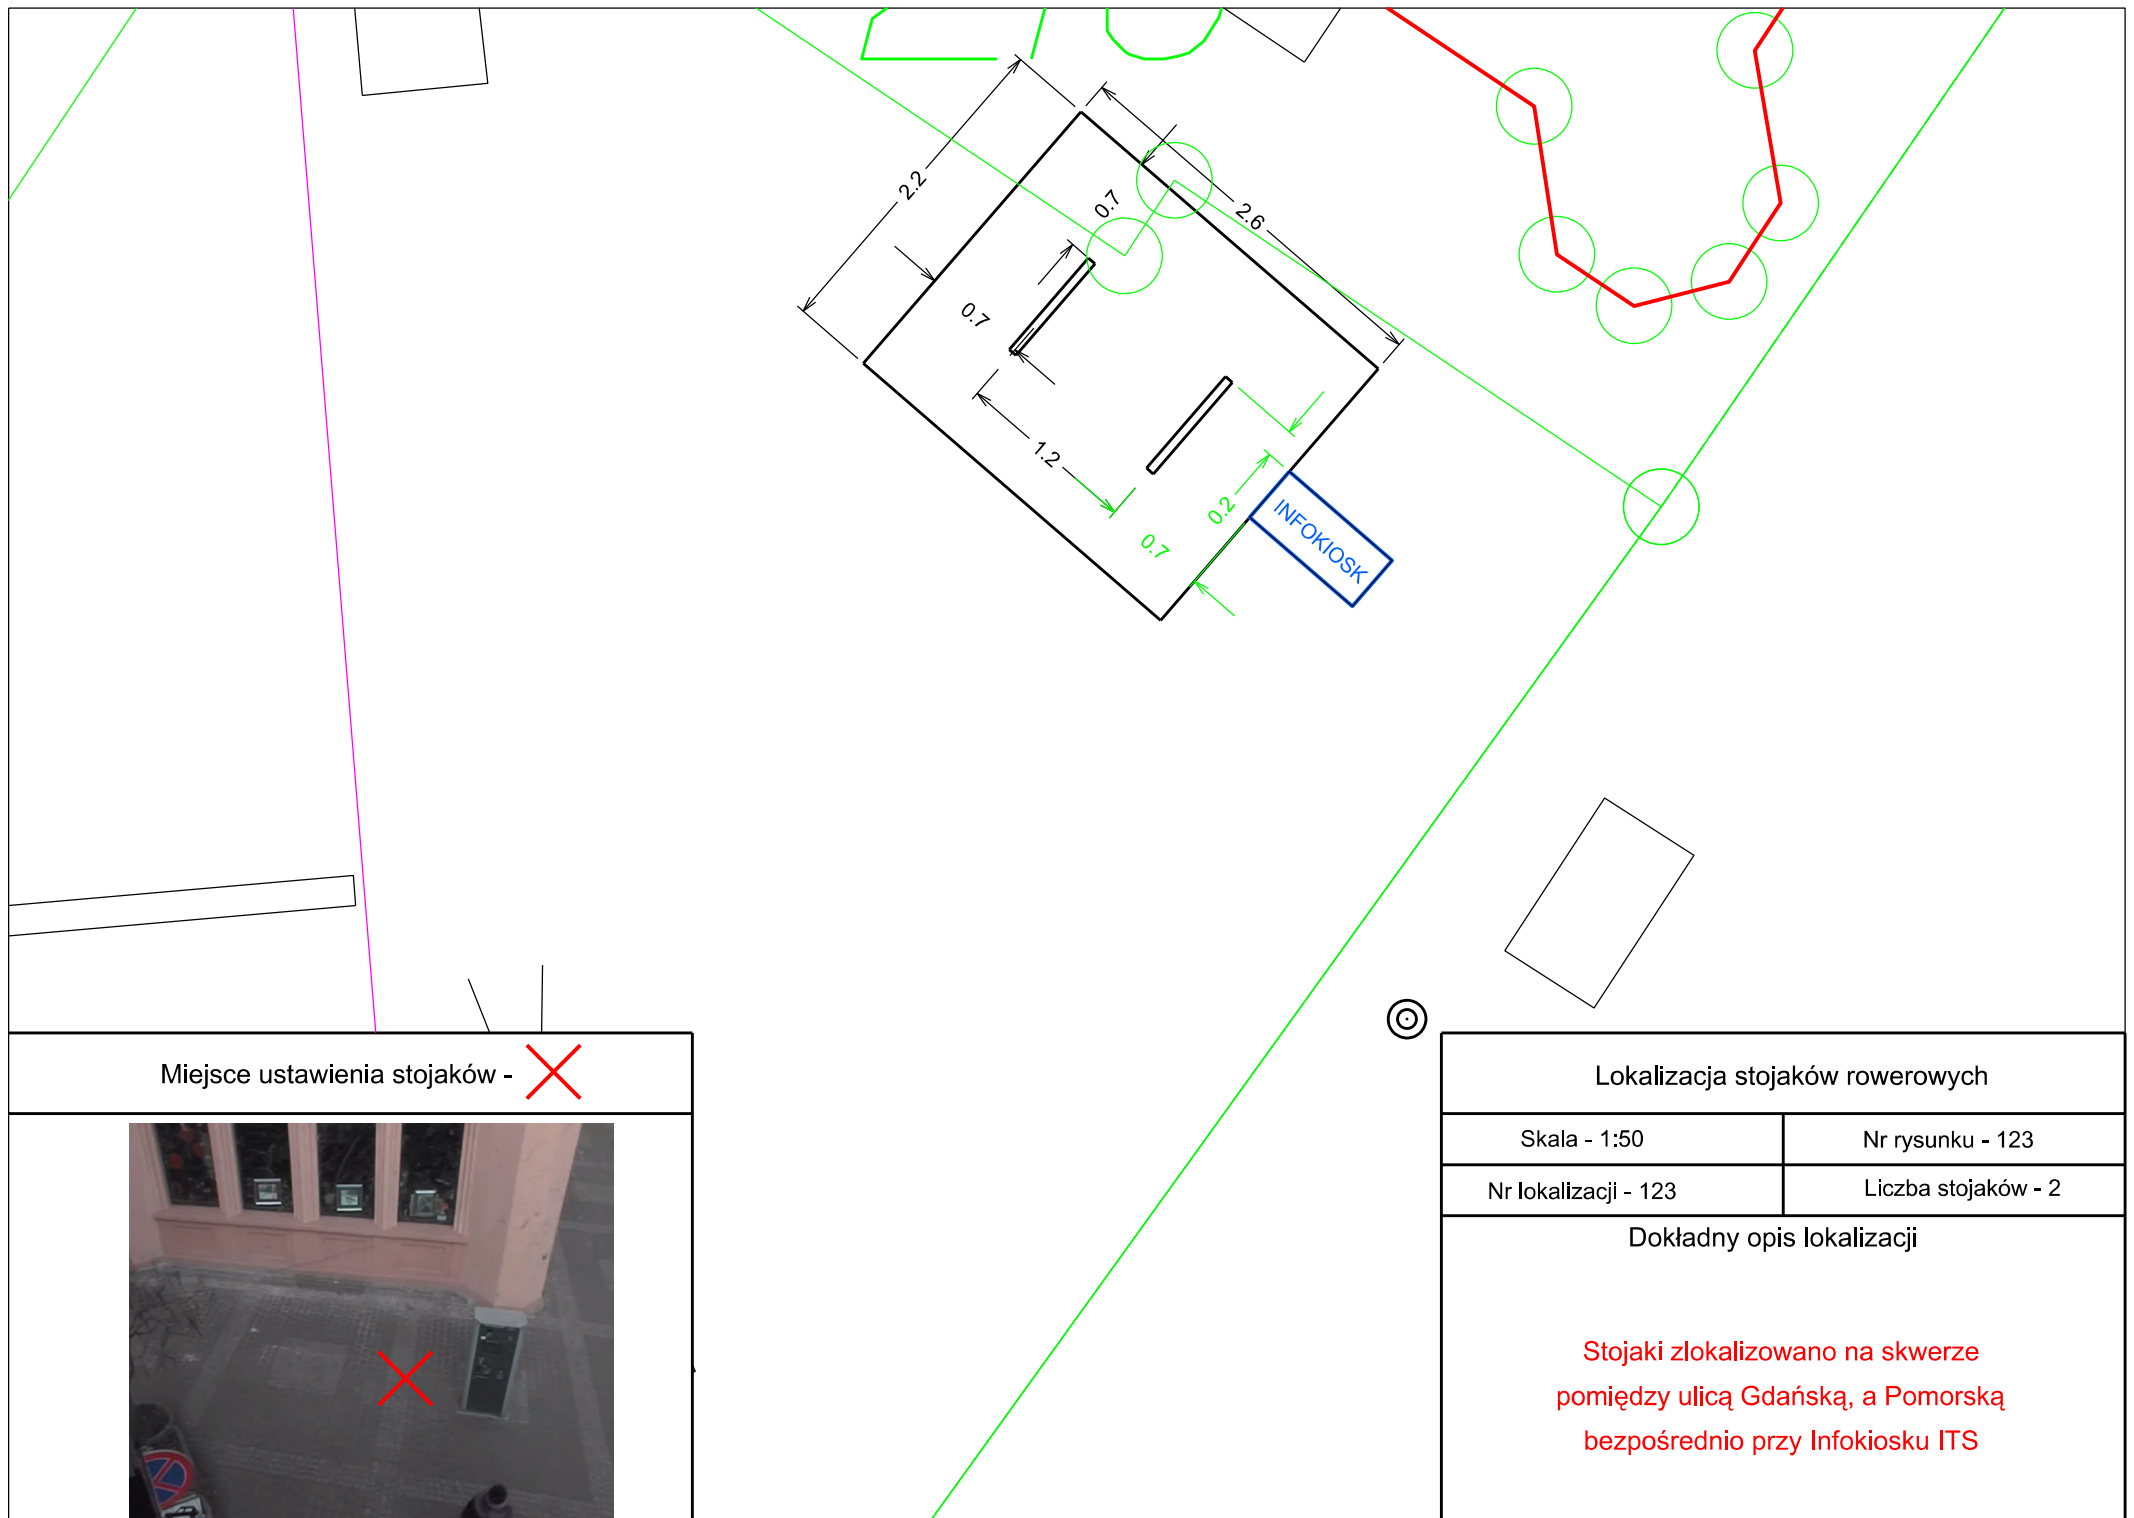 2.2
0.7
2.6
0.7
1.2
0.2
0.7
INFOKIOSK
Miejsce ustawienia stojaków -
Lokalizacja stojaków rowerowych
Skala - 1:50
Nr rysunku - 123
Nr lokalizacji - 123
Liczba stojaków - 2
Dokładny opis lokalizacji
Stojaki zlokalizowano na skwerze
pomiędzy ulicą Gdańską, a Pomorską
bezpośrednio przy Infokiosku ITS